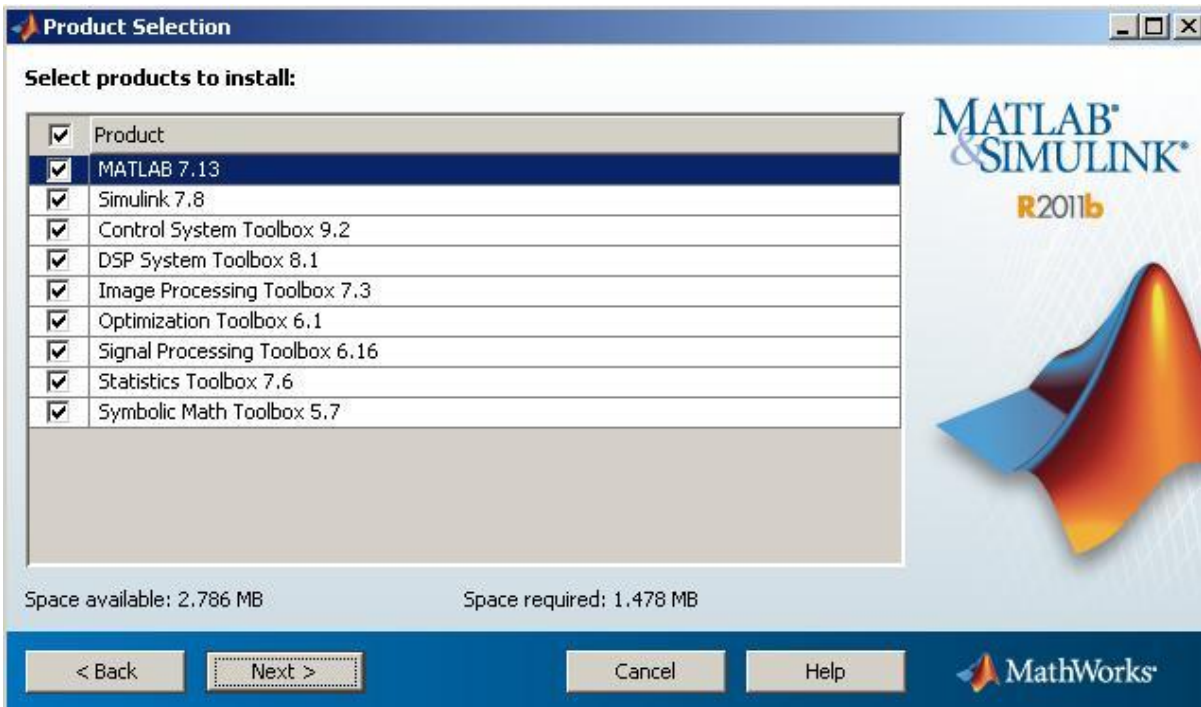 Product Selection
Select products to install:
Product
MATLAB 7.13
Simulink 7.8
Control System Toolbox 9.2
DSP System Toolbox 8.1
Image Processing Toolbox 7.3
Optimization Toolbox 6.1
Signal Processing Toolbox 6.16
Statistics Toolbox 7.6
Symbolic Math Toolbox 5.7
MATLAB®
&SIMULINK®
R2011b
Space available: 2.786 MB Space required: 1.478 MB
< Back Next > Cancel Help MathWorks®